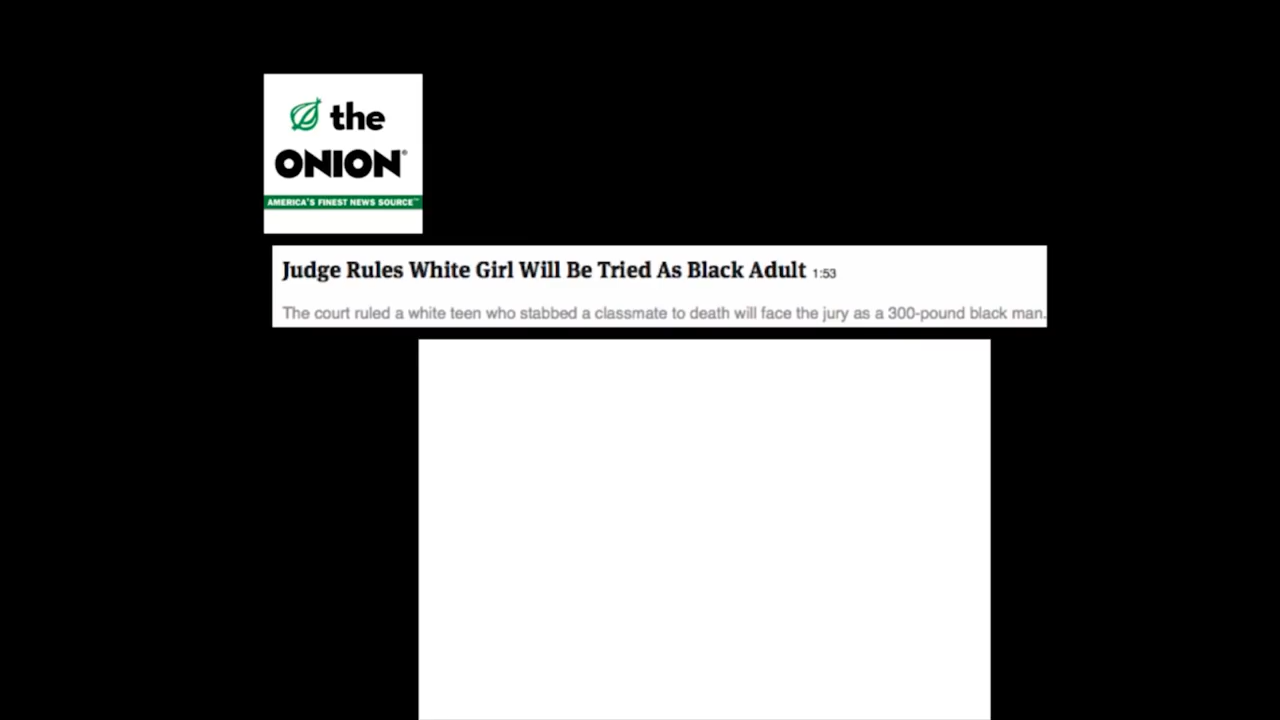 the
ONION®
AMERICA'S FINEST NEWS SOURCE™
Judge Rules White Girl Will Be Tried As Black Adult 1:53
The court ruled a white teen who stabbed a classmate to death will face the jury as a 300-pound black man.